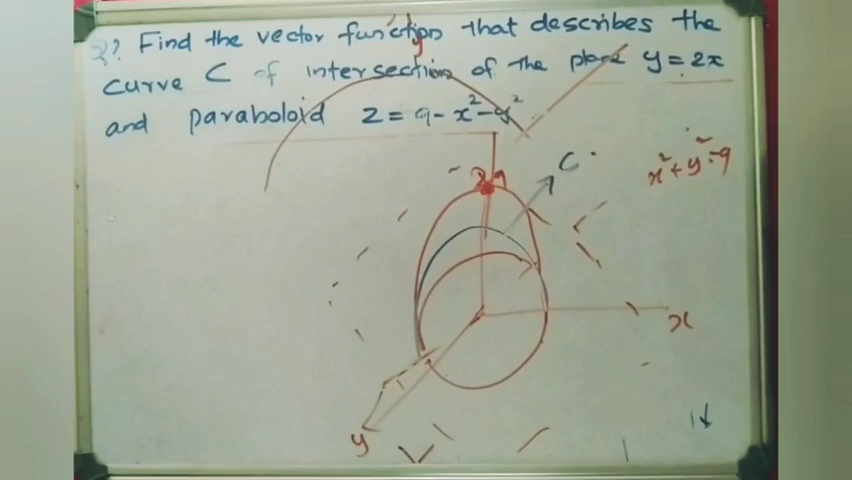 Q? Find the vector function that describes the
curve C of intersection of the plane y = 2x
and paraboloid z = 9 - x² - y²
y
C
x² + y² = 9
9
x
y